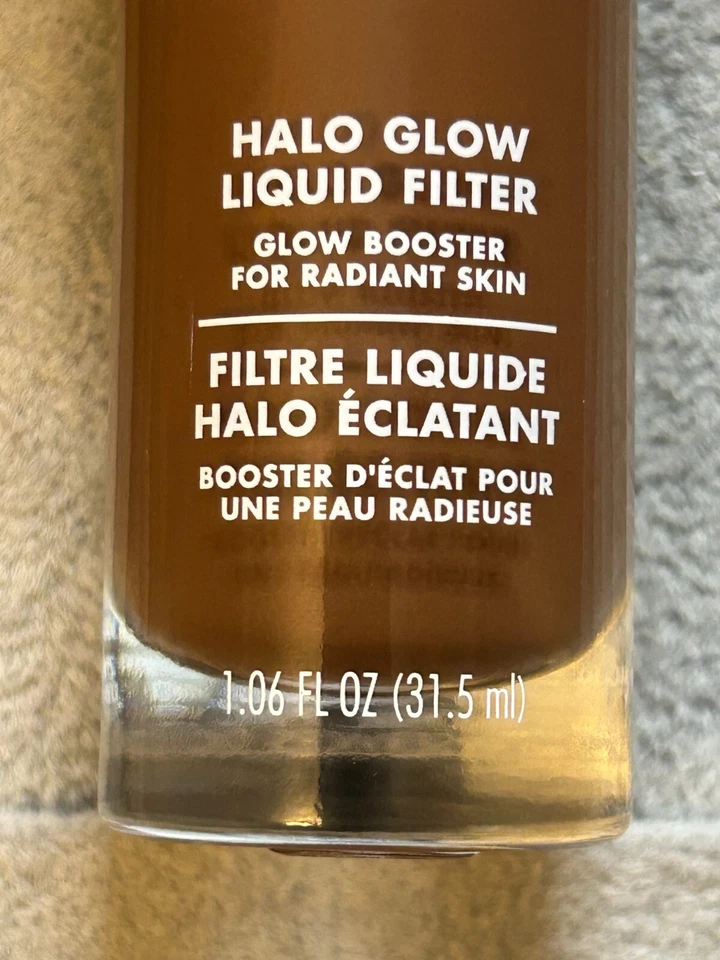 HALO GLOW
LIQUID FILTER
GLOW BOOSTER
FOR RADIANT SKIN
FILTRE LIQUIDE
HALO ÉCLATANT
BOOSTER D'ÉCLAT POUR
UNE PEAU RADIEUSE
1.06 FL OZ (31.5 ml)